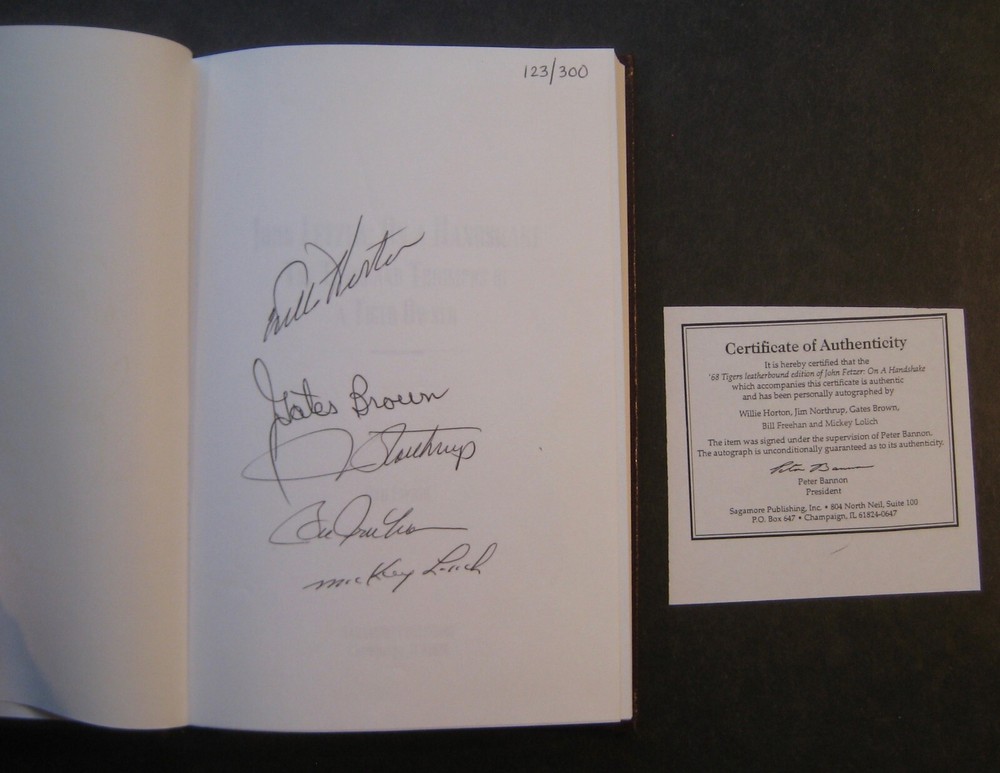 123/300
Willie Horton
Gates Brown
J Northrup
Bill Freehan
Mickey Lolich
Certificate of Authenticity
It is hereby certified that the
'68 Tigers leatherbound edition of John Fetzer: On A Handshake
which accompanies this certificate is authentic
and has been personally autographed by
Willie Horton, Jim Northrup, Gates Brown,
Bill Freehan and Mickey Lolich
The item was signed under the supervision of Peter Bannon.
The autograph is unconditionally guaranteed as to its authenticity.
Peter Bannon
Peter Bannon
President
Sagamore Publishing, Inc. • 804 North Neil, Suite 100
P.O. Box 647 • Champaign, IL 61824-0647